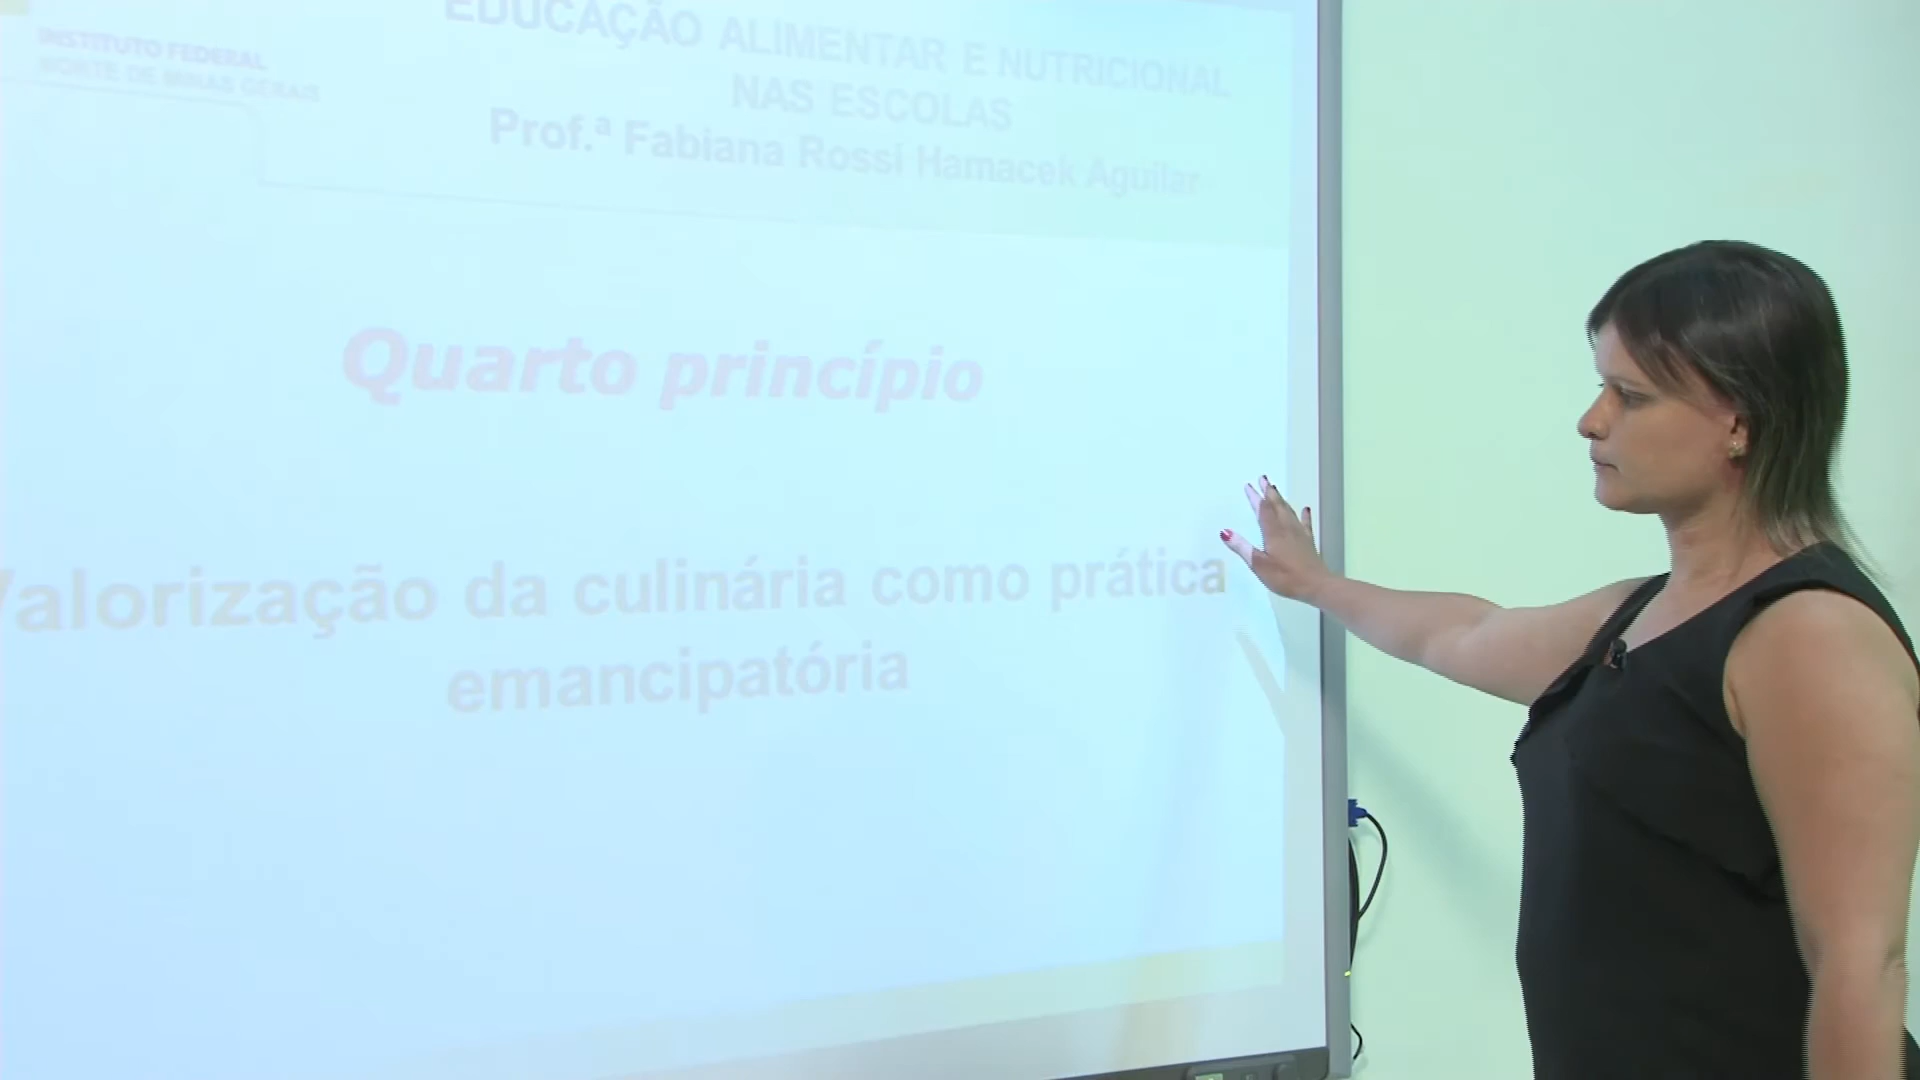 INSTITUTO FEDERAL
NORTE DE MINAS GERAIS
EDUCAÇÃO ALIMENTAR E NUTRICIONAL
NAS ESCOLAS
Prof.ª Fabiana Rossi Hamacek Aguilar
Quarto princípio
Valorização da culinária como prática
emancipatória